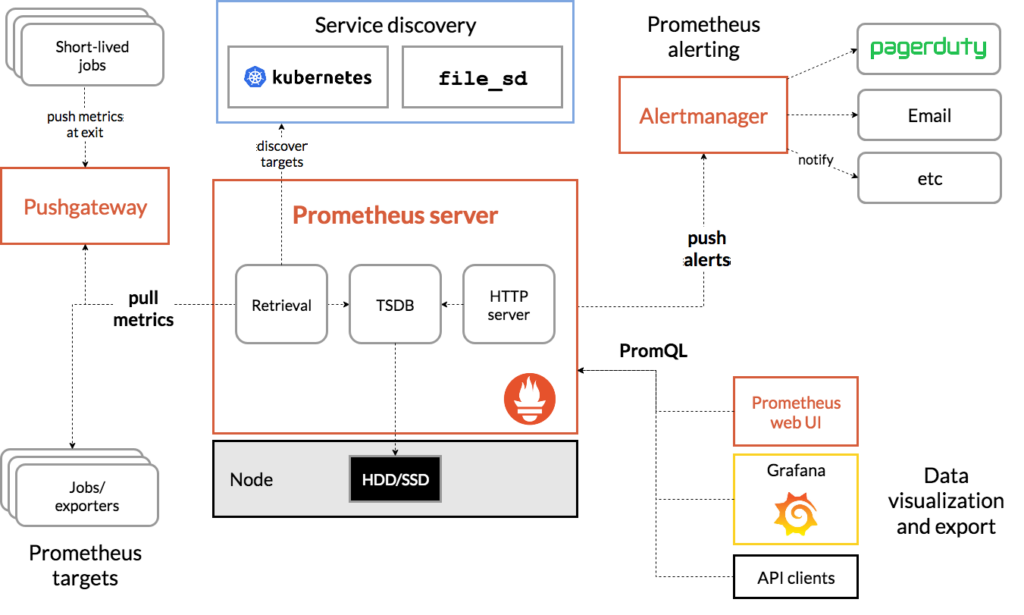 Short-lived
jobs
push metrics
at exit
Pushgateway
pull
metrics
Jobs/
exporters
Prometheus
targets
Service discovery
kubernetes
file_sd
discover
targets
Prometheus server
Retrieval
TSDB
HTTP
server
Node
HDD/SSD
Prometheus
alerting
Alertmanager
pagerduty
Email
notify
etc
push
alerts
PromQL
Prometheus
web UI
Grafana
API clients
Data
visualization
and export